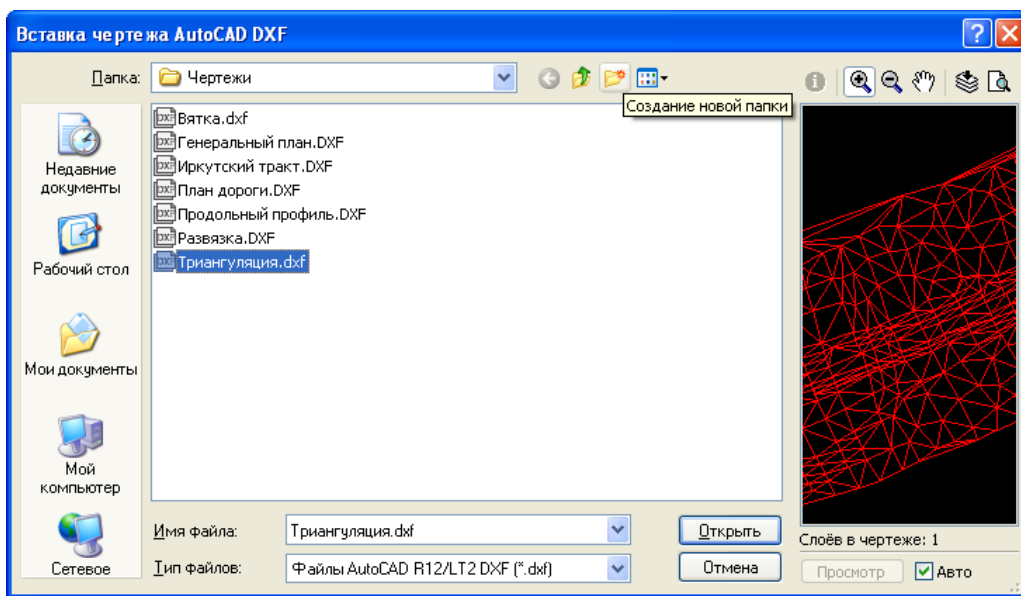 Вставка чертежа AutoCAD DXF
Папка:
Чертежи
Создание новой папки
Недавние
документы
Рабочий стол
Мои документы
Мой
компьютер
Сетевое
Вятка.dxf
Генеральный план.DXF
Иркутский тракт.DXF
План дороги.DXF
Продольный профиль.DXF
Развязка.DXF
Триангуляция.dxf
Имя файла:
Триангуляция.dxf
Открыть
Тип файлов:
Файлы AutoCAD R12/LT2 DXF (*.dxf)
Отмена
Слоёв в чертеже: 1
Просмотр
Авто